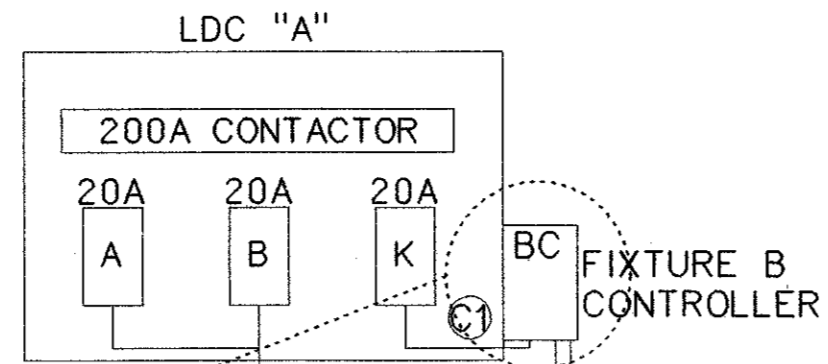 LDC "A"
200A CONTACTOR
20A 20A 20A
A B K BC
FIXTURE B
CONTROLLER
C1